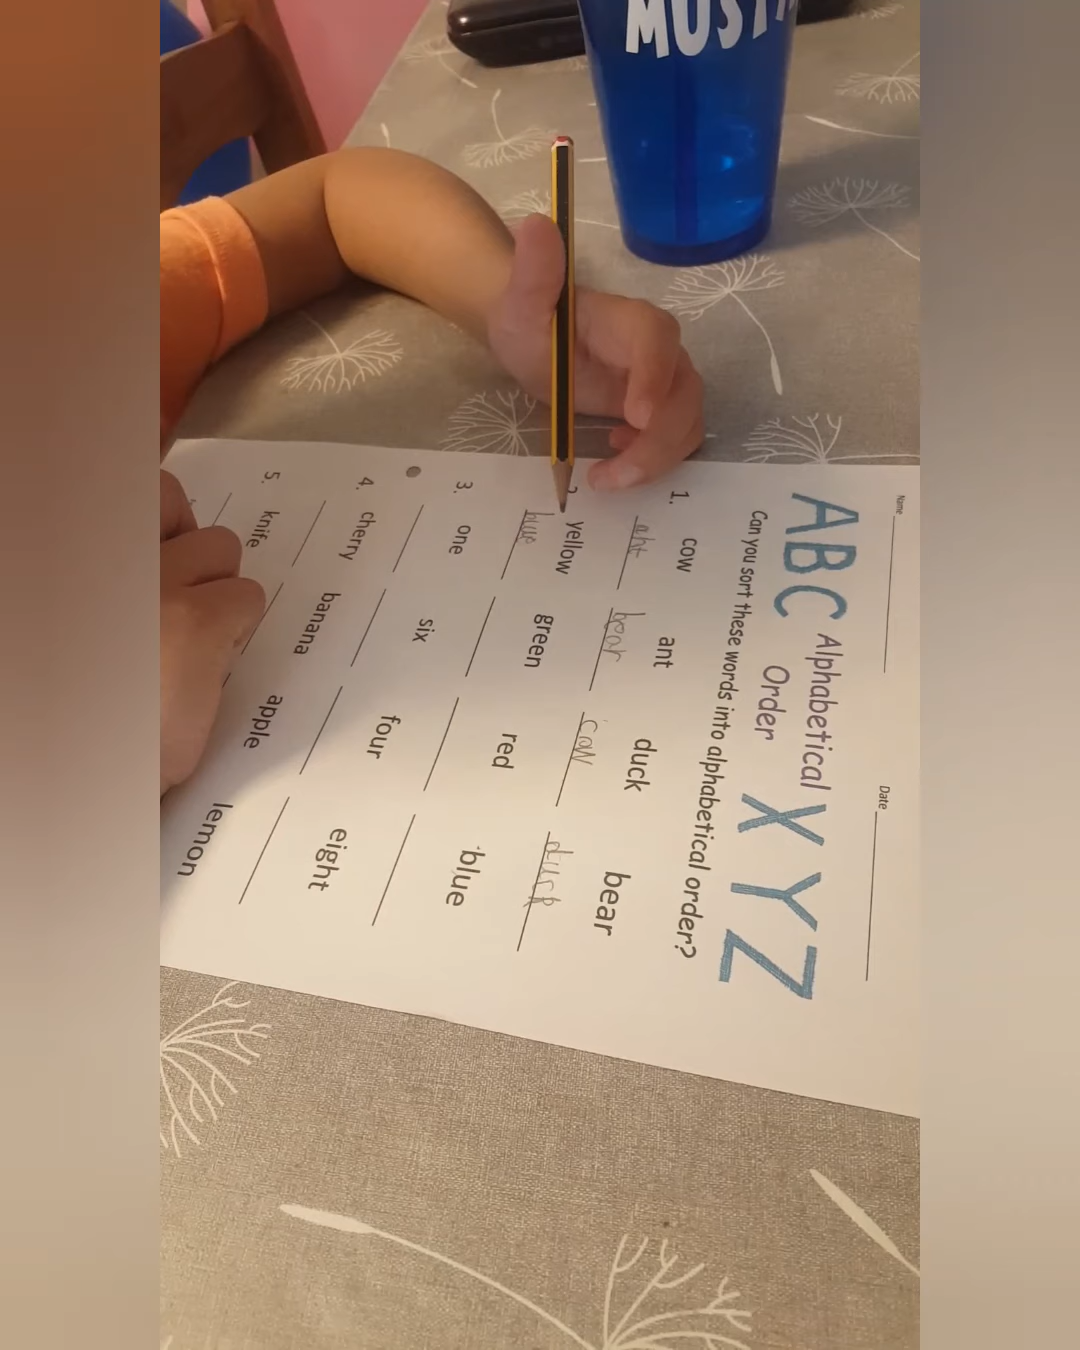 MUST
Name
Date
ABC Alphabetical Order XYZ
Can you sort these words into alphabetical order?
1. cow ant duck bear
ant bear cow duck
yellow green red blue
blue
3. one six four eight
4. cherry banana apple lemon
5. knife